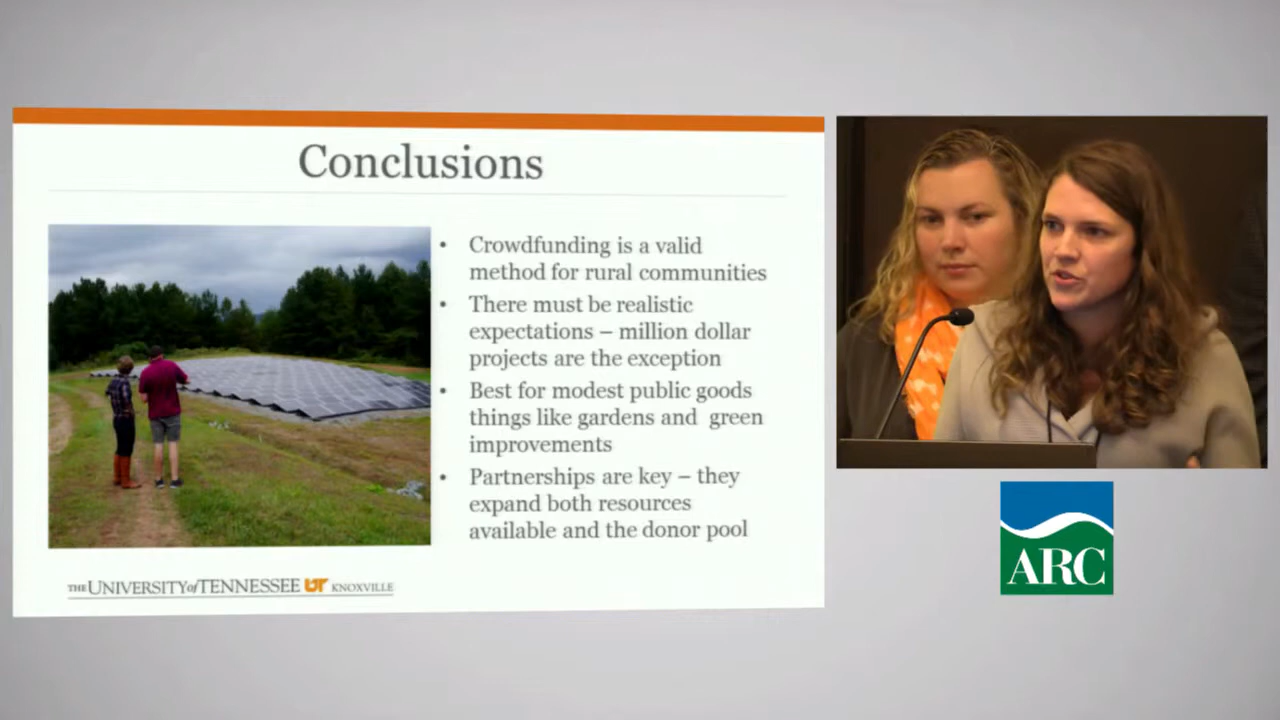 Conclusions
• Crowdfunding is a valid
method for rural communities
• There must be realistic
expectations – million dollar
projects are the exception
• Best for modest public goods
things like gardens and green
improvements
• Partnerships are key – they
expand both resources
available and the donor pool
THE UNIVERSITY of TENNESSEE UT KNOXVILLE
ARC